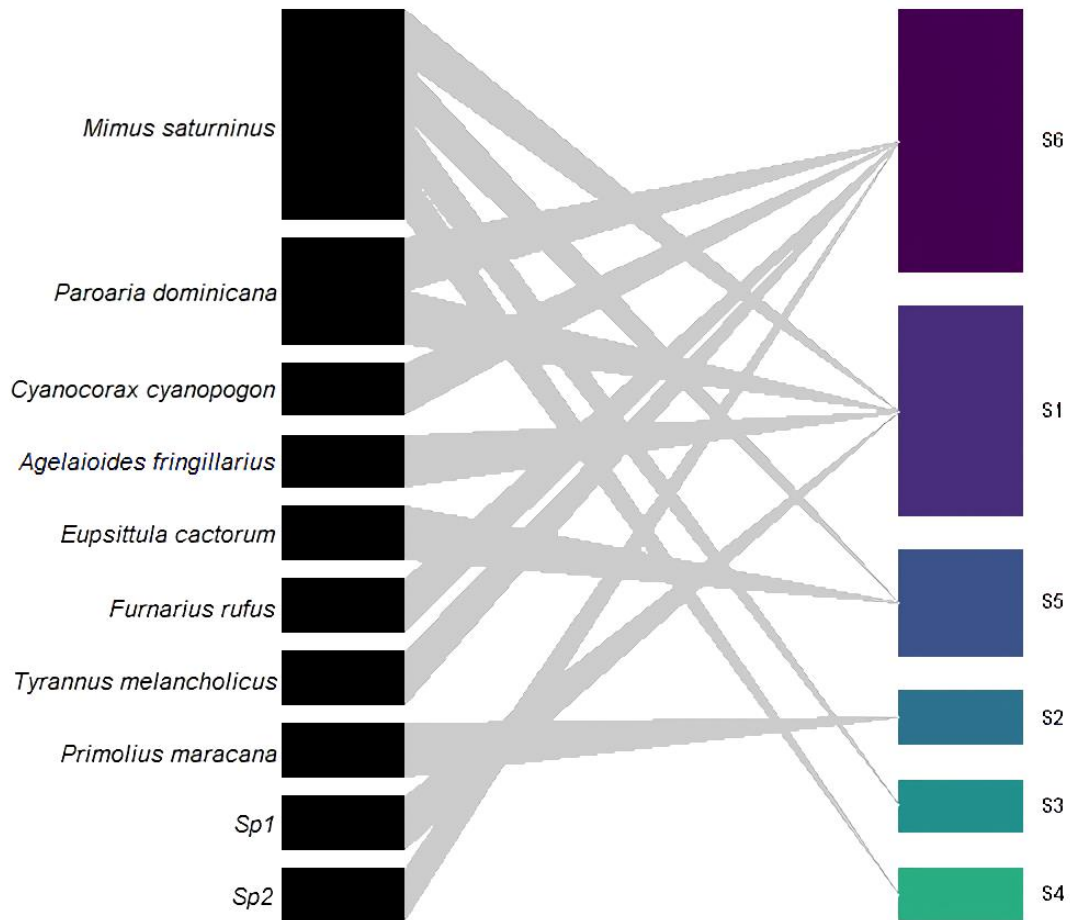 Mimus saturninus
Paroaria dominicana
Cyanocorax cyanopogon
Agelaioides fringillarius
Eupsittula cactorum
Furnarius rufus
Tyrannus melancholicus
Primolius maracana
Sp1
Sp2
S6
S1
S5
S2
S3
S4